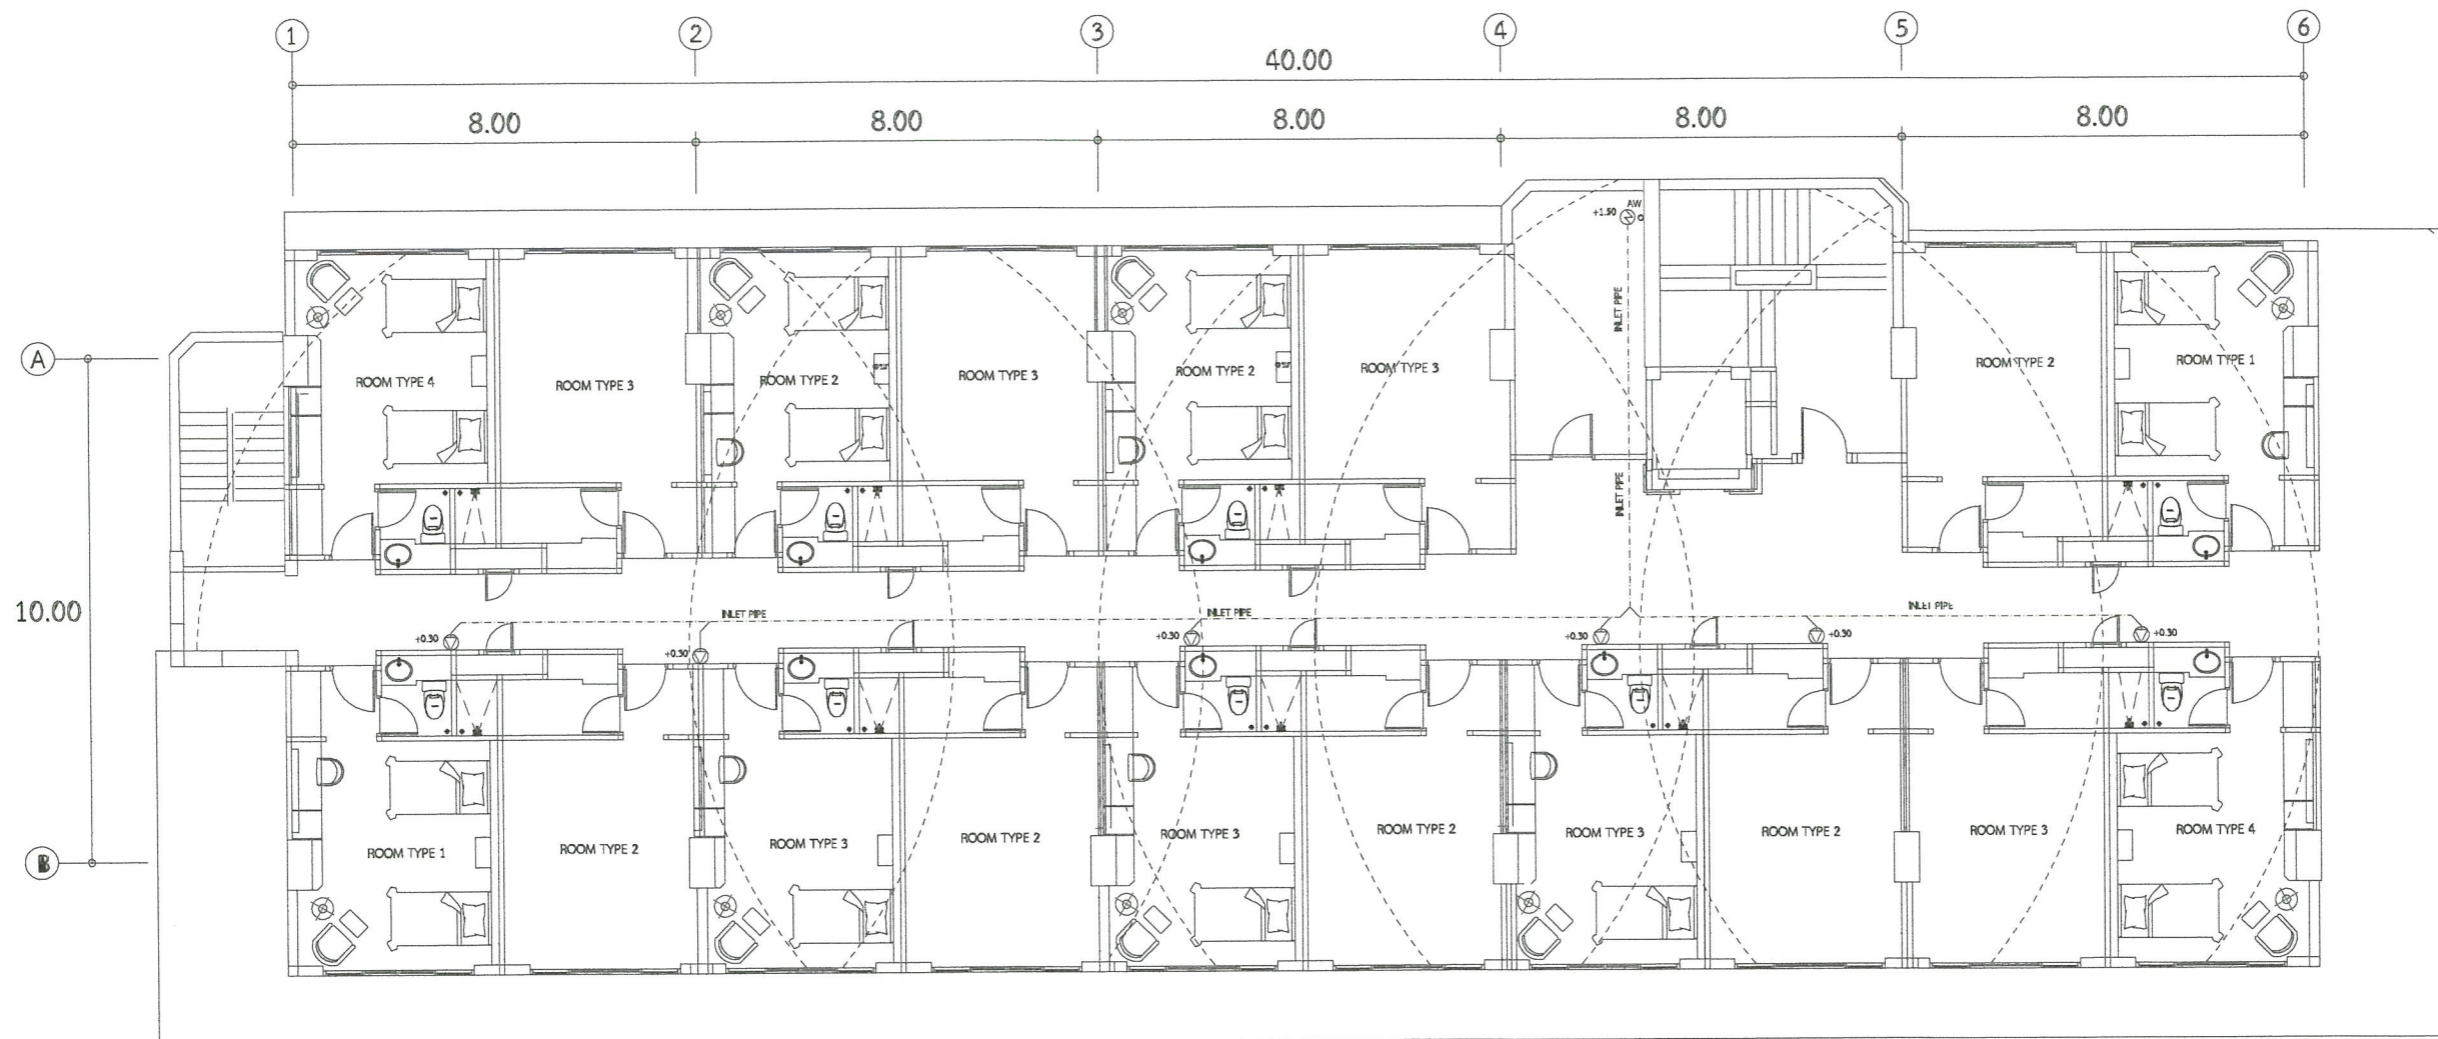 1 2 3 4 5 6
40.00
8.00 8.00 8.00 8.00 8.00
+1.50 AW
INLET PIPE
A
ROOM TYPE 4 ROOM TYPE 3 ROOM TYPE 2 ROOM TYPE 3 ROOM TYPE 2 ROOM TYPE 3 ROOM TYPE 2 ROOM TYPE 1
INLET PIPE
10.00
INLET PIPE INLET PIPE INLET PIPE
+0.30 +0.30 +0.30 +0.30 +0.30 +0.30
ROOM TYPE 1 ROOM TYPE 2 ROOM TYPE 3 ROOM TYPE 2 ROOM TYPE 3 ROOM TYPE 2 ROOM TYPE 3 ROOM TYPE 2 ROOM TYPE 3 ROOM TYPE 4
B